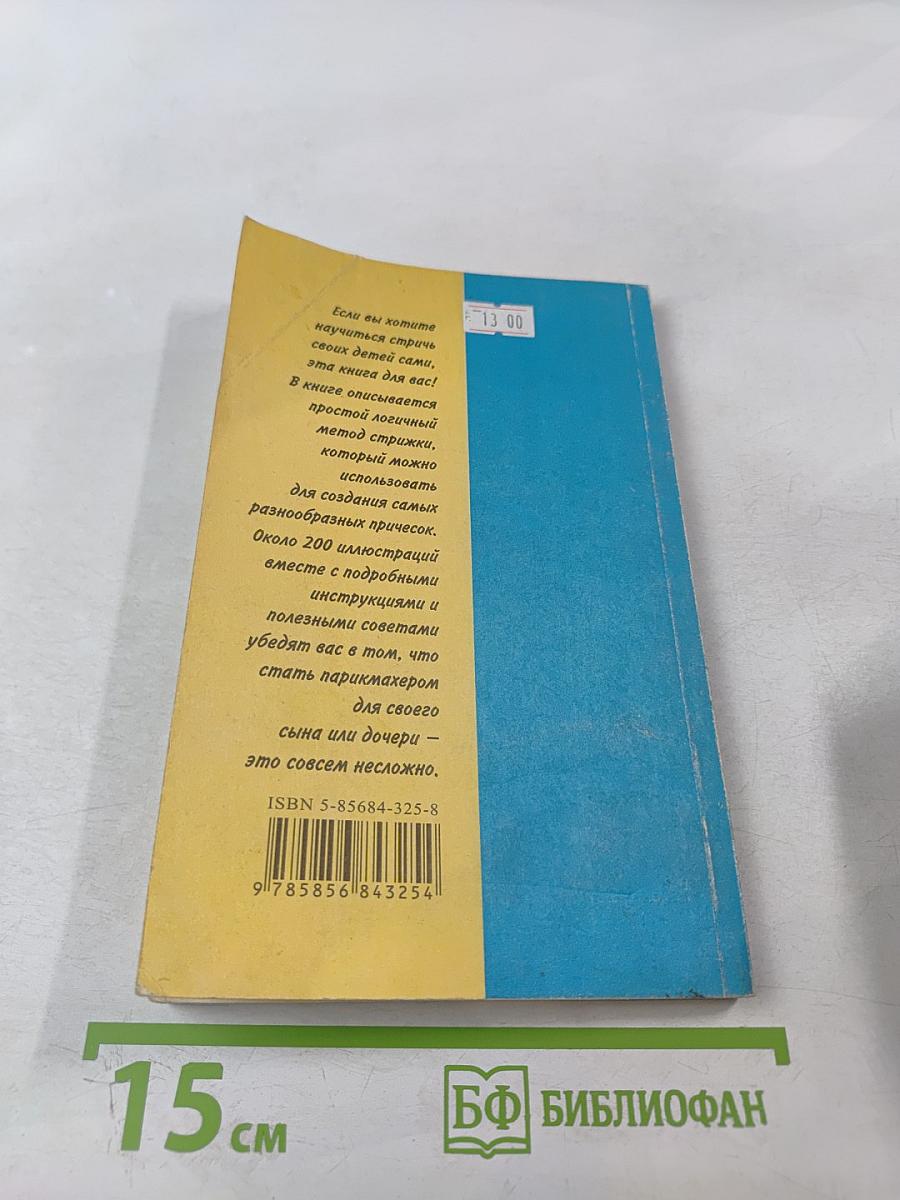 13 00
Если вы хотите
научиться стричь
своих детей сами,
эта книга для вас!
В книге описывается
простой логичный
метод стрижки,
который можно
использовать
для создания самых
разнообразных причесок.
Около 200 иллюстраций
вместе с подробными
инструкциями и
полезными советами
убедят вас в том, что
стать парикмахером
для своего
сына или дочери –
это совсем несложно.
ISBN 5-85684-325-8
9 785856 843254
15 см
БФ БИБЛИОФАН